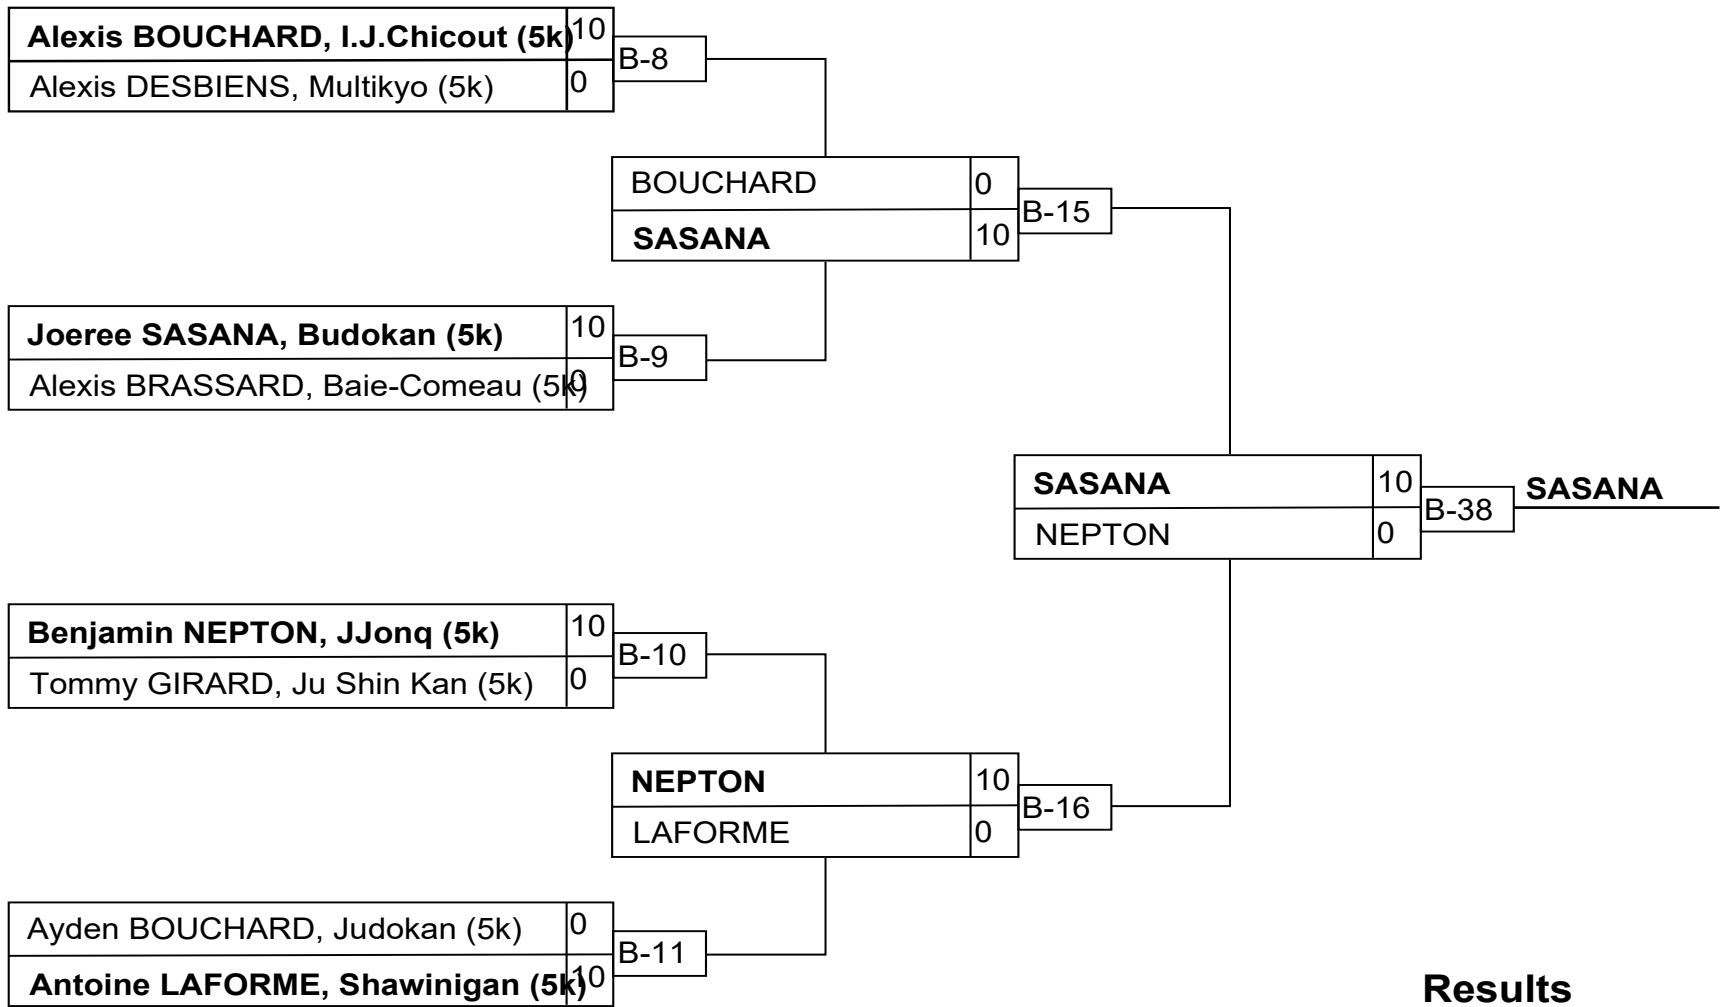 Alexis BOUCHARD, I.J.Chicout (5k) 10
B-8
Alexis DESBIENS, Multikyo (5k) 0
BOUCHARD 0
B-15
SASANA 10
Joeree SASANA, Budokan (5k) 10
B-9
Alexis BRASSARD, Baie-Comeau (5k) 0
SASANA 10
B-38 SASANA
NEPTON 0
Benjamin NEPTON, JJonq (5k) 10
B-10
Tommy GIRARD, Ju Shin Kan (5k) 0
NEPTON 10
B-16
LAFORME 0
Ayden BOUCHARD, Judokan (5k) 0
B-11
Antoine LAFORME, Shawinigan (5k) 10
Results